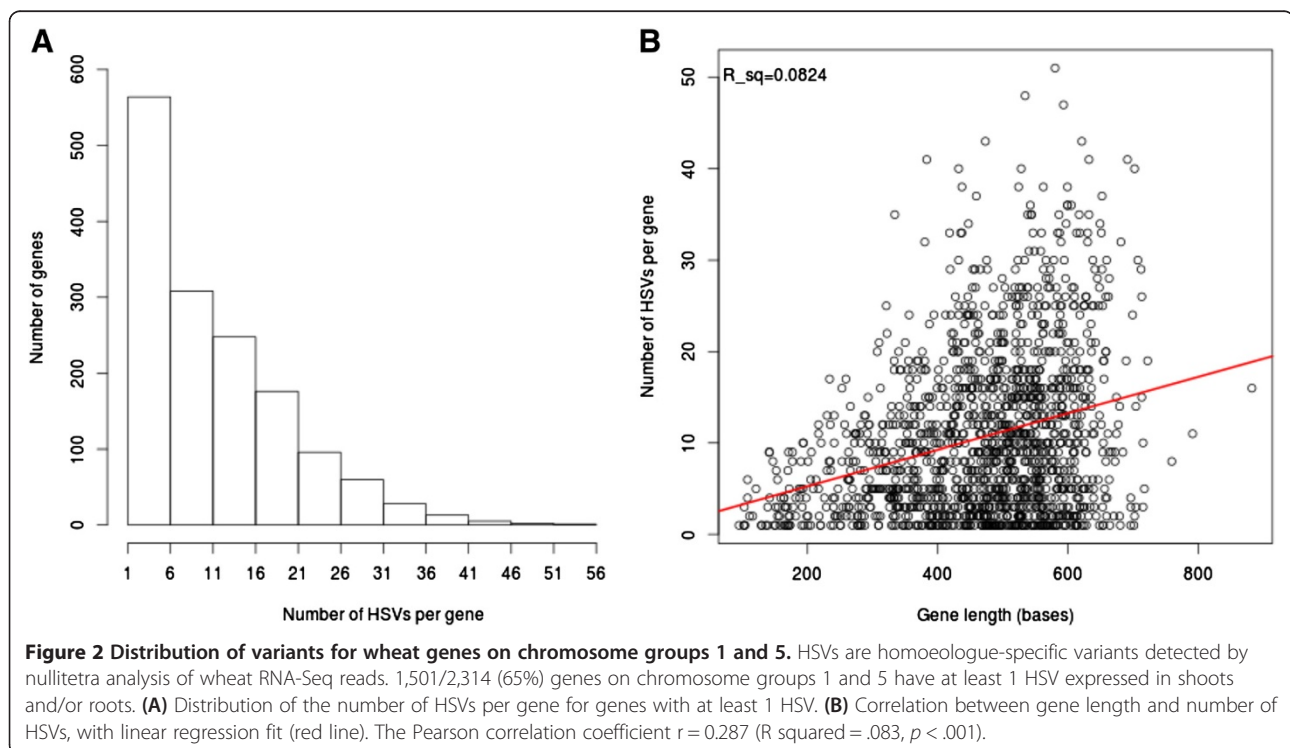 A
600
500
400
300
200
100
0
Number of genes
1 6 11 16 21 26 31 36 41 46 51 56
Number of HSVs per gene
B
R_sq=0.0824
50
40
30
20
10
0
Number of HSVs per gene
200 400 600 800
Gene length (bases)
Figure 2 Distribution of variants for wheat genes on chromosome groups 1 and 5. HSVs are homoeologue-specific variants detected by
nullitetra analysis of wheat RNA-Seq reads. 1,501/2,314 (65%) genes on chromosome groups 1 and 5 have at least 1 HSV expressed in shoots
and/or roots. (A) Distribution of the number of HSVs per gene for genes with at least 1 HSV. (B) Correlation between gene length and number of
HSVs, with linear regression fit (red line). The Pearson correlation coefficient r = 0.287 (R squared = .083, p < .001).